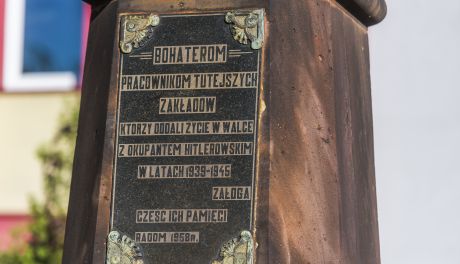 BOHATEROM
PRACOWNIKOM TUTEJSZYCH
ZAKŁADÓW
KTÓRZY ODDALI ŻYCIE W WALCE
Z OKUPANTEM HITLEROWSKIM
W LATACH 1939-1945
ZAŁOGA
CZEŚĆ ICH PAMIĘCI
RADOM 1958r.